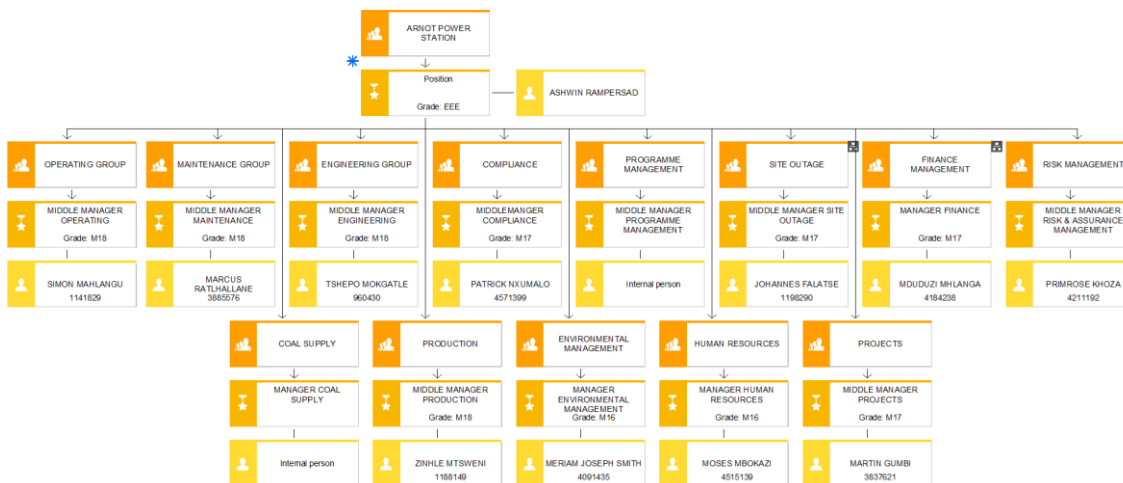 ARNOT POWER
STATION
Position
Grade: EEE
ASHWIN RAMPERSAD
OPERATING GROUP
MAINTENANCE GROUP
ENGINEERING GROUP
COMPLIANCE
PROGRAMME
MANAGEMENT
SITE OUTAGE
FINANCE
MANAGEMENT
RISK MANAGEMENT
MIDDLE MANAGER
OPERATING
Grade: M18
MIDDLE MANAGER
MAINTENANCE
Grade: M18
MIDDLE MANAGER
ENGINEERING
Grade: M18
MIDDLEMANGER
COMPLIANCE
Grade: M17
MIDDLE MANAGER
PROGRAMME
MANAGEMENT
MIDDLE MANAGER SITE
OUTAGE
Grade: M17
MANAGER FINANCE
Grade: M17
MIDDLE MANAGER
RISK & ASSURANCE
MANAGEMENT
SIMON MAHLANGU
1141829
MARCUS
RATLHALLANE
3885576
TSHEPO MOKGATLE
960430
PATRICK NXUMALO
4571399
Internal person
JOHANNES FALATSE
1198290
MDUDUZI MHLANGA
4184238
PRIMROSE KHOZA
4211192
COAL SUPPLY
PRODUCTION
ENVIRONMENTAL
MANAGEMENT
HUMAN RESOURCES
PROJECTS
MANAGER COAL
SUPPLY
MIDDLE MANAGER
PRODUCTION
Grade: M18
MANAGER
ENVIRONMENTAL
MANAGEMENT
Grade: M16
MANAGER HUMAN
RESOURCES
Grade: M16
MIDDLE MANAGER
PROJECTS
Grade: M17
Internal person
ZINHLE MTSWENI
1188149
MERIAM JOSEPH SMITH
4091435
MOSES MBOKAZI
4515139
MARTIN GUMBI
3837621